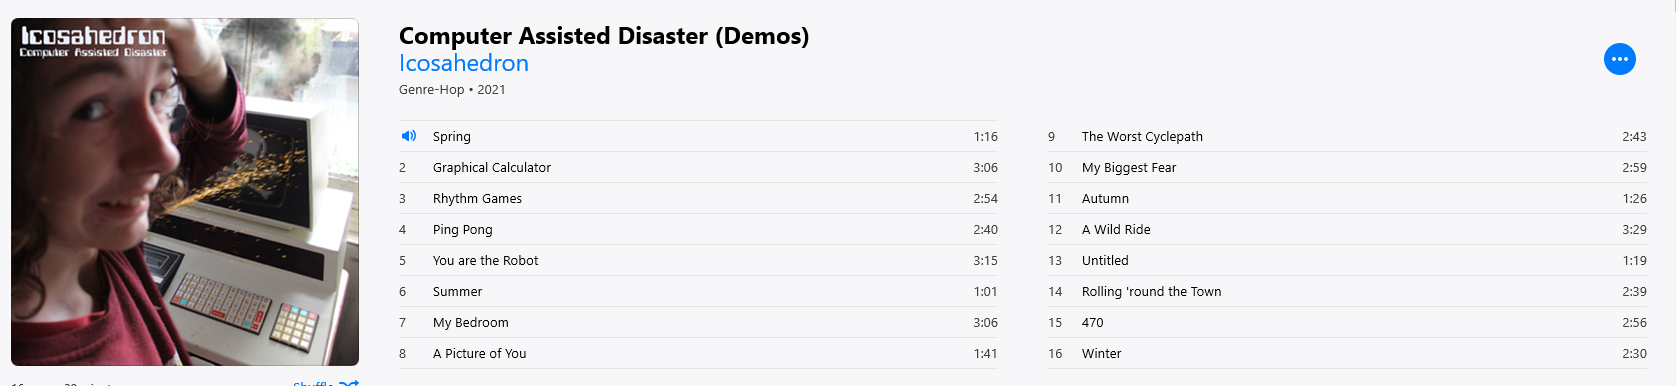 Icosahedron
Computer Assisted Disaster
Computer Assisted Disaster (Demos)
Icosahedron
Genre-Hop • 2021
Spring 1:16
2 Graphical Calculator 3:06
3 Rhythm Games 2:54
4 Ping Pong 2:40
5 You are the Robot 3:15
6 Summer 1:01
7 My Bedroom 3:06
8 A Picture of You 1:41
9 The Worst Cyclepath 2:43
10 My Biggest Fear 2:59
11 Autumn 1:26
12 A Wild Ride 3:29
13 Untitled 1:19
14 Rolling 'round the Town 2:39
15 470 2:56
16 Winter 2:30
Shuffle